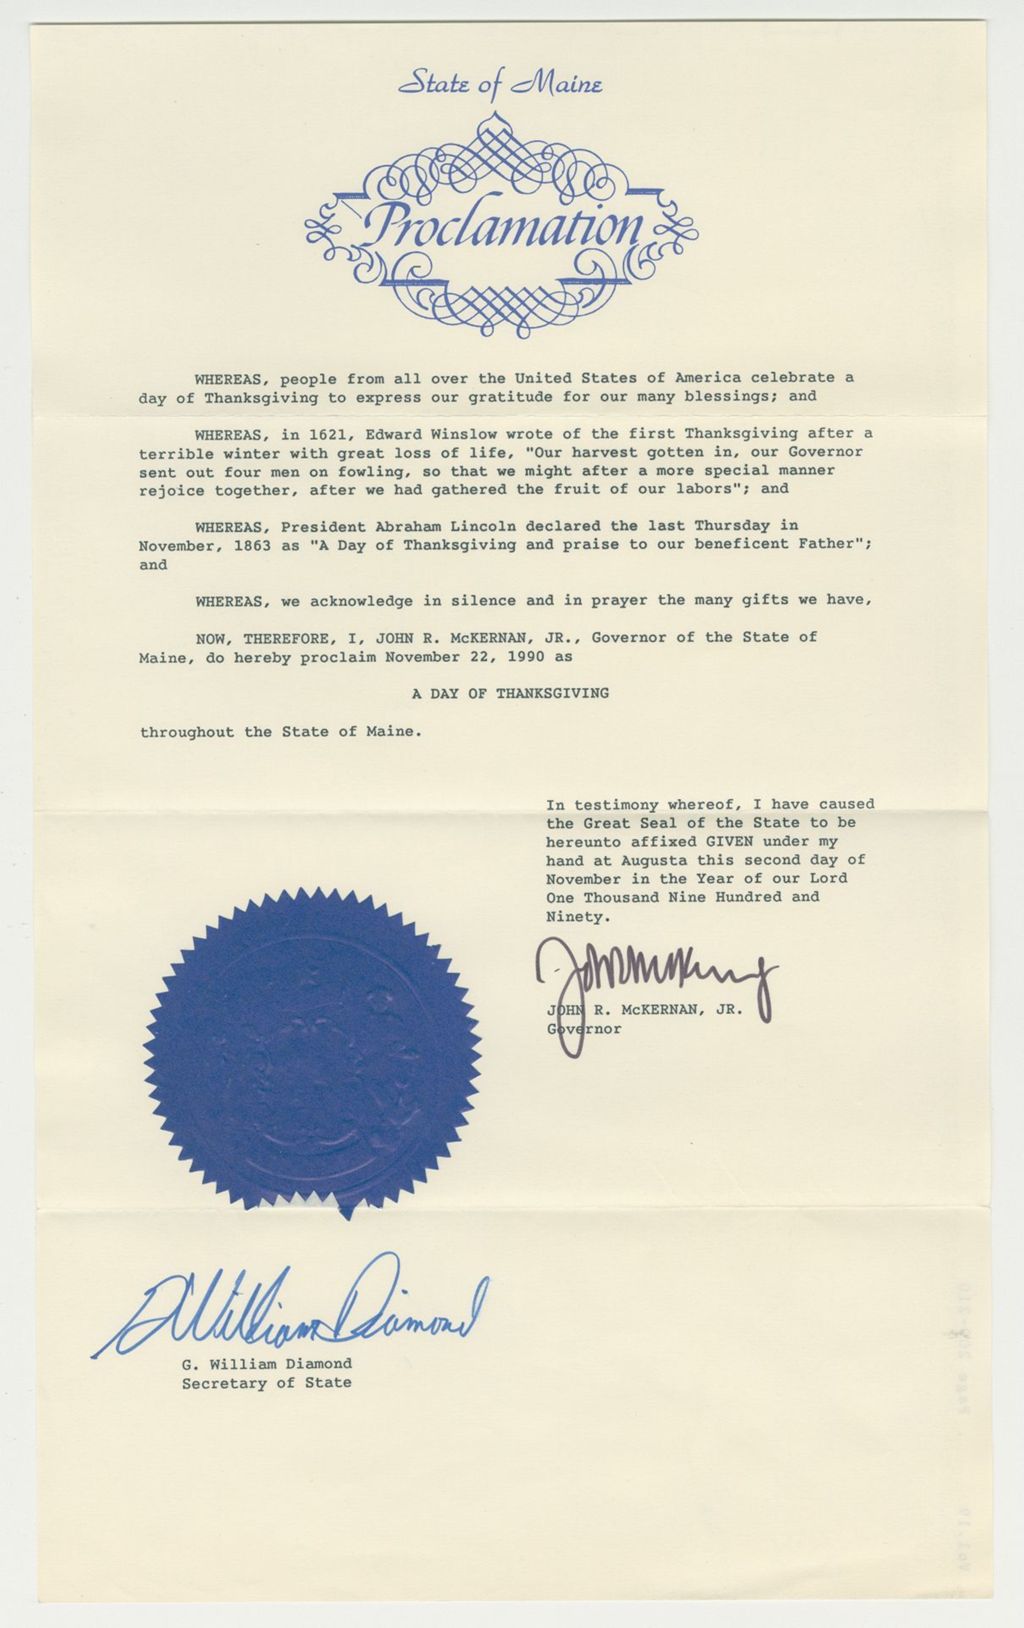 State of Maine
Proclamation
WHEREAS, people from all over the United States of America celebrate a
day of Thanksgiving to express our gratitude for our many blessings; and
WHEREAS, in 1621, Edward Winslow wrote of the first Thanksgiving after a
terrible winter with great loss of life, "Our harvest gotten in, our Governor
sent out four men on fowling, so that we might after a more special manner
rejoice together, after we had gathered the fruit of our labors"; and
WHEREAS, President Abraham Lincoln declared the last Thursday in
November, 1863 as "A Day of Thanksgiving and praise to our beneficent Father";
and
WHEREAS, we acknowledge in silence and in prayer the many gifts we have,
NOW, THEREFORE, I, JOHN R. McKERNAN, JR., Governor of the State of
Maine, do hereby proclaim November 22, 1990 as
A DAY OF THANKSGIVING
throughout the State of Maine.
In testimony whereof, I have caused
the Great Seal of the State to be
hereunto affixed GIVEN under my
hand at Augusta this second day of
November in the Year of our Lord
One Thousand Nine Hundred and
Ninety.
JOHN R. McKERNAN, JR.
Governor
G William Diamond
G. William Diamond
Secretary of State